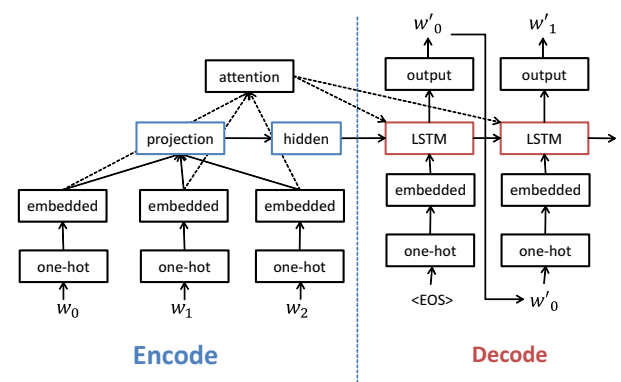 w′₀ w′₁
attention output output
projection hidden LSTM LSTM
embedded embedded embedded embedded embedded
one-hot one-hot one-hot one-hot one-hot
w₀ w₁ w₂ <EOS> w′₀
Encode Decode